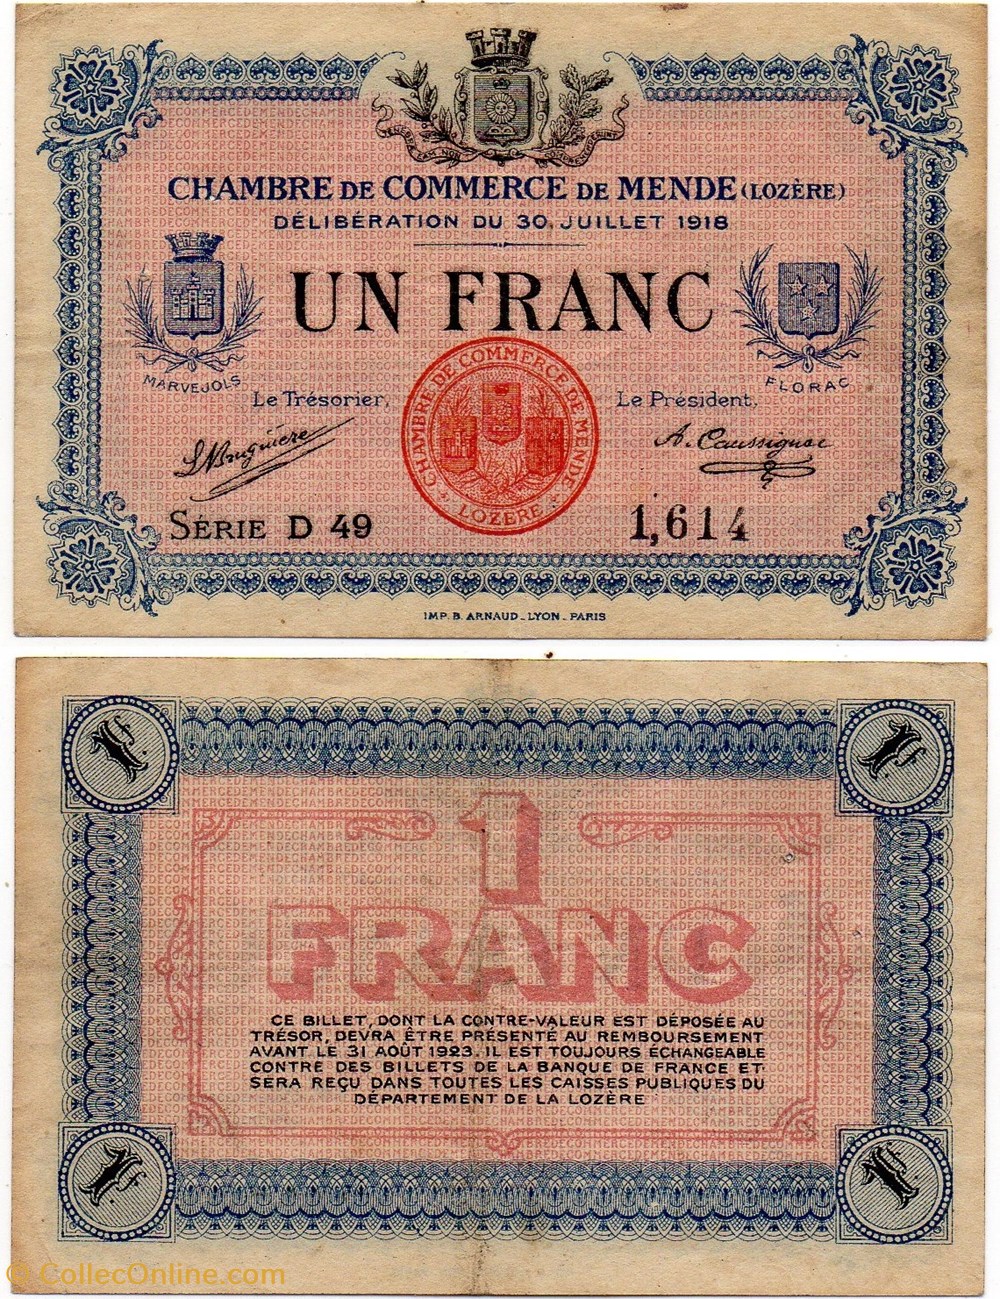 CHAMBRE DE COMMERCE DE MENDE (LOZÈRE)
DÉLIBÉRATION DU 30 JUILLET 1918
UN FRANC
MARVEJOLS
FLORAC
Le Trésorier,
Le Président,
CHAMBRE DE COMMERCE DE MENDE
LOZÈRE
A. Caussignac
SÉRIE D 49
1,614
IMP. B. ARNAUD_LYON_PARIS
1
FRANC
CE BILLET, DONT LA CONTRE-VALEUR EST DÉPOSÉE AU
TRÉSOR, DEVRA ÊTRE PRÉSENTÉ AU REMBOURSEMENT
AVANT LE 31 AOÛT 1923. IL EST TOUJOURS ÉCHANGEABLE
CONTRE DES BILLETS DE LA BANQUE DE FRANCE ET
SERA REÇU DANS TOUTES LES CAISSES PUBLIQUES DU
DÉPARTEMENT DE LA LOZÈRE
© CollecOnline.com